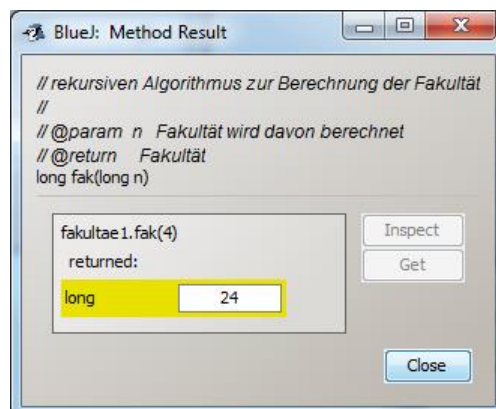 BlueJ: Method Result
// rekursiven Algorithmus zur Berechnung der Fakultät
//
// @param n Fakultät wird davon berechnet
// @return Fakultät
long fak(long n)
fakultae1.fak(4)
returned:
long 24
Inspect
Get
Close